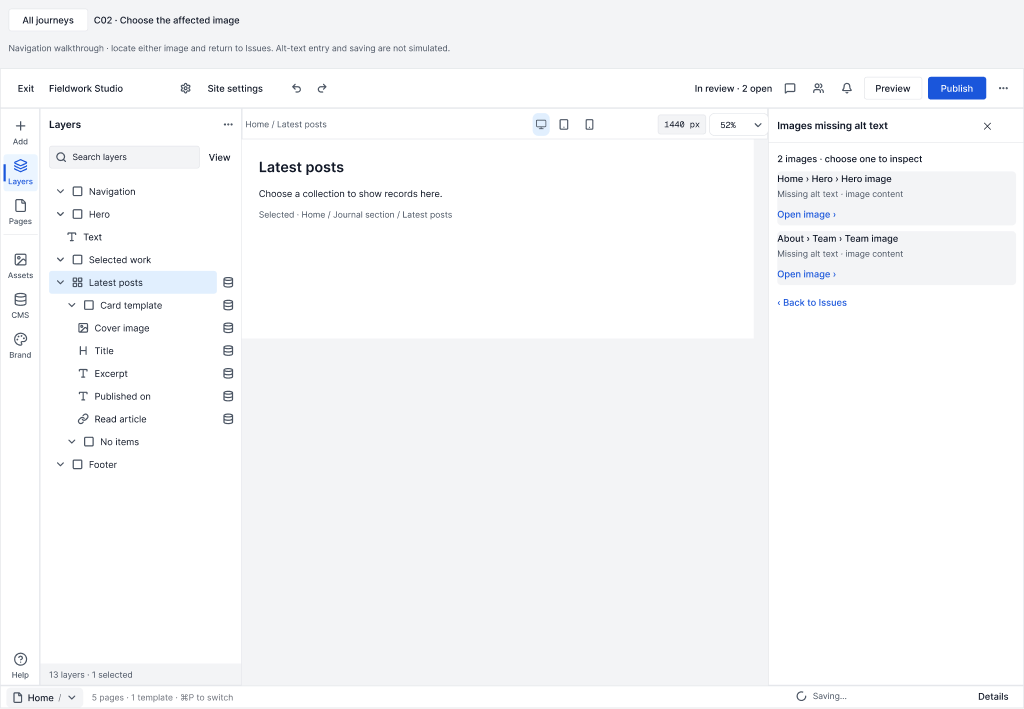 All journeys C02 · Choose the affected image
Navigation walkthrough · locate either image and return to Issues. Alt-text entry and saving are not simulated.
Exit Fieldwork Studio Site settings In review · 2 open Preview Publish
Add
Layers
Pages
Assets
CMS
Brand
Help
Layers
Search layers View
Navigation
Hero
Text
Selected work
Latest posts
Card template
Cover image
Title
Excerpt
Published on
Read article
No items
Footer
13 layers · 1 selected
Home / Latest posts 1440 px 52%
Latest posts
Choose a collection to show records here.
Selected · Home / Journal section / Latest posts
Images missing alt text
2 images · choose one to inspect
Home › Hero › Hero image
Missing alt text · image content
Open image ›
About › Team › Team image
Missing alt text · image content
Open image ›
‹ Back to Issues
Home / 5 pages · 1 template · ⌘P to switch Saving... Details